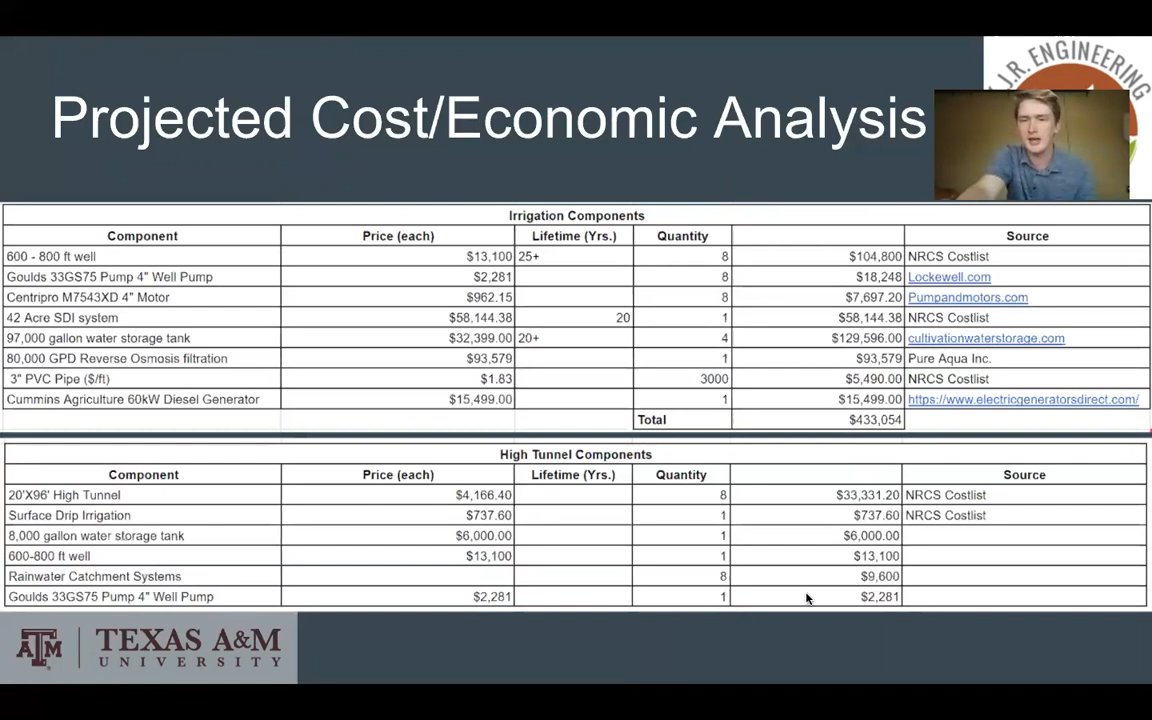 Projected Cost/Economic Analysis
J.R. ENGINEERING
Irrigation Components
Component Price (each) Lifetime (Yrs.) Quantity Source
600 - 800 ft well $13,100 25+ 8 $104,800 NRCS Costlist
Goulds 33GS75 Pump 4" Well Pump $2,281 8 $18,248 Lockewell.com
Centripro M7543XD 4" Motor $962.15 8 $7,697.20 Pumpandmotors.com
42 Acre SDI system $58,144.38 20 1 $58,144.38 NRCS Costlist
97,000 gallon water storage tank $32,399.00 20+ 4 $129,596.00 cultivationwaterstorage.com
80,000 GPD Reverse Osmosis filtration $93,579 1 $93,579 Pure Aqua Inc.
3" PVC Pipe ($/ft) $1.83 3000 $5,490.00 NRCS Costlist
Cummins Agriculture 60kW Diesel Generator $15,499.00 1 $15,499.00 https://www.electricgeneratorsdirect.com/
Total $433,054
High Tunnel Components
Component Price (each) Lifetime (Yrs.) Quantity Source
20'X96' High Tunnel $4,166.40 8 $33,331.20 NRCS Costlist
Surface Drip Irrigation $737.60 1 $737.60 NRCS Costlist
8,000 gallon water storage tank $6,000.00 1 $6,000.00
600-800 ft well $13,100 1 $13,100
Rainwater Catchment Systems 8 $9,600
Goulds 33GS75 Pump 4" Well Pump $2,281 1 $2,281
ATM TEXAS A&M
UNIVERSITY